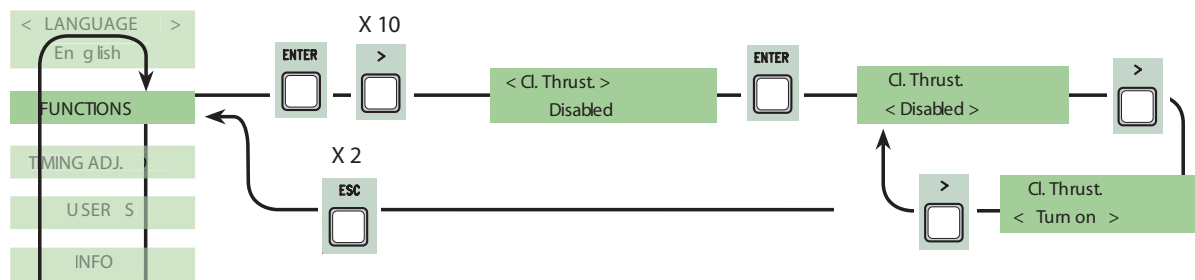 < LANGUAGE >
En g lish
FUNCTIONS
TIMING ADJ.
U SER S
INFO
ENTER
X 10
>
< Cl. Thrust. >
Disabled
ENTER
Cl. Thrust.
< Disabled >
>
Cl. Thrust.
< Turn on >
>
X 2
ESC